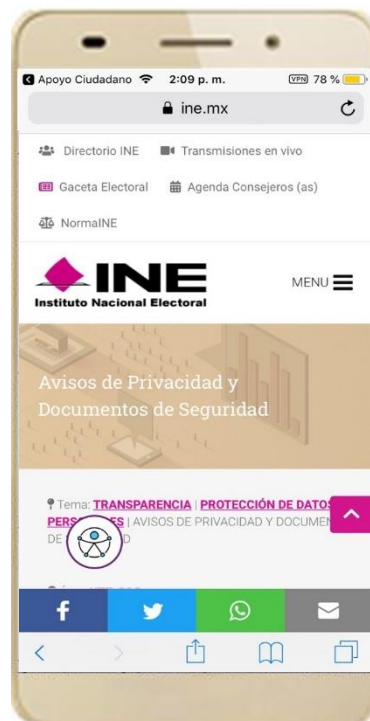 Apoyo Ciudadano 2:09 p. m. VPN 78 %
ine.mx
Directorio INE Transmisiones en vivo
Gaceta Electoral Agenda Consejeros (as)
NormaINE
INE
Instituto Nacional Electoral
MENU
Avisos de Privacidad y
Documentos de Seguridad
Tema: TRANSPARENCIA | PROTECCIÓN DE DATOS
| AVISOS DE PRIVACIDAD Y
DE